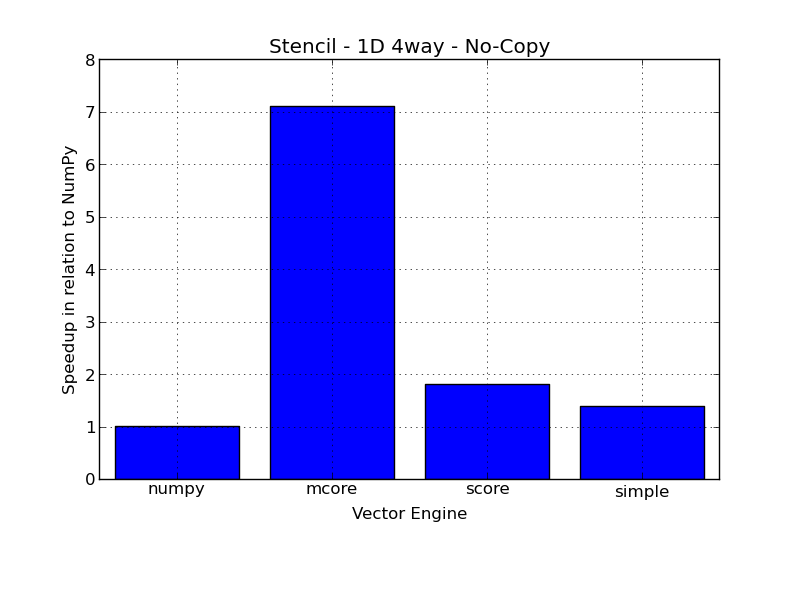 Stencil - 1D 4way - No-Copy
Speedup in relation to NumPy
8
7
6
5
4
3
2
1
0
numpy mcore score simple
Vector Engine